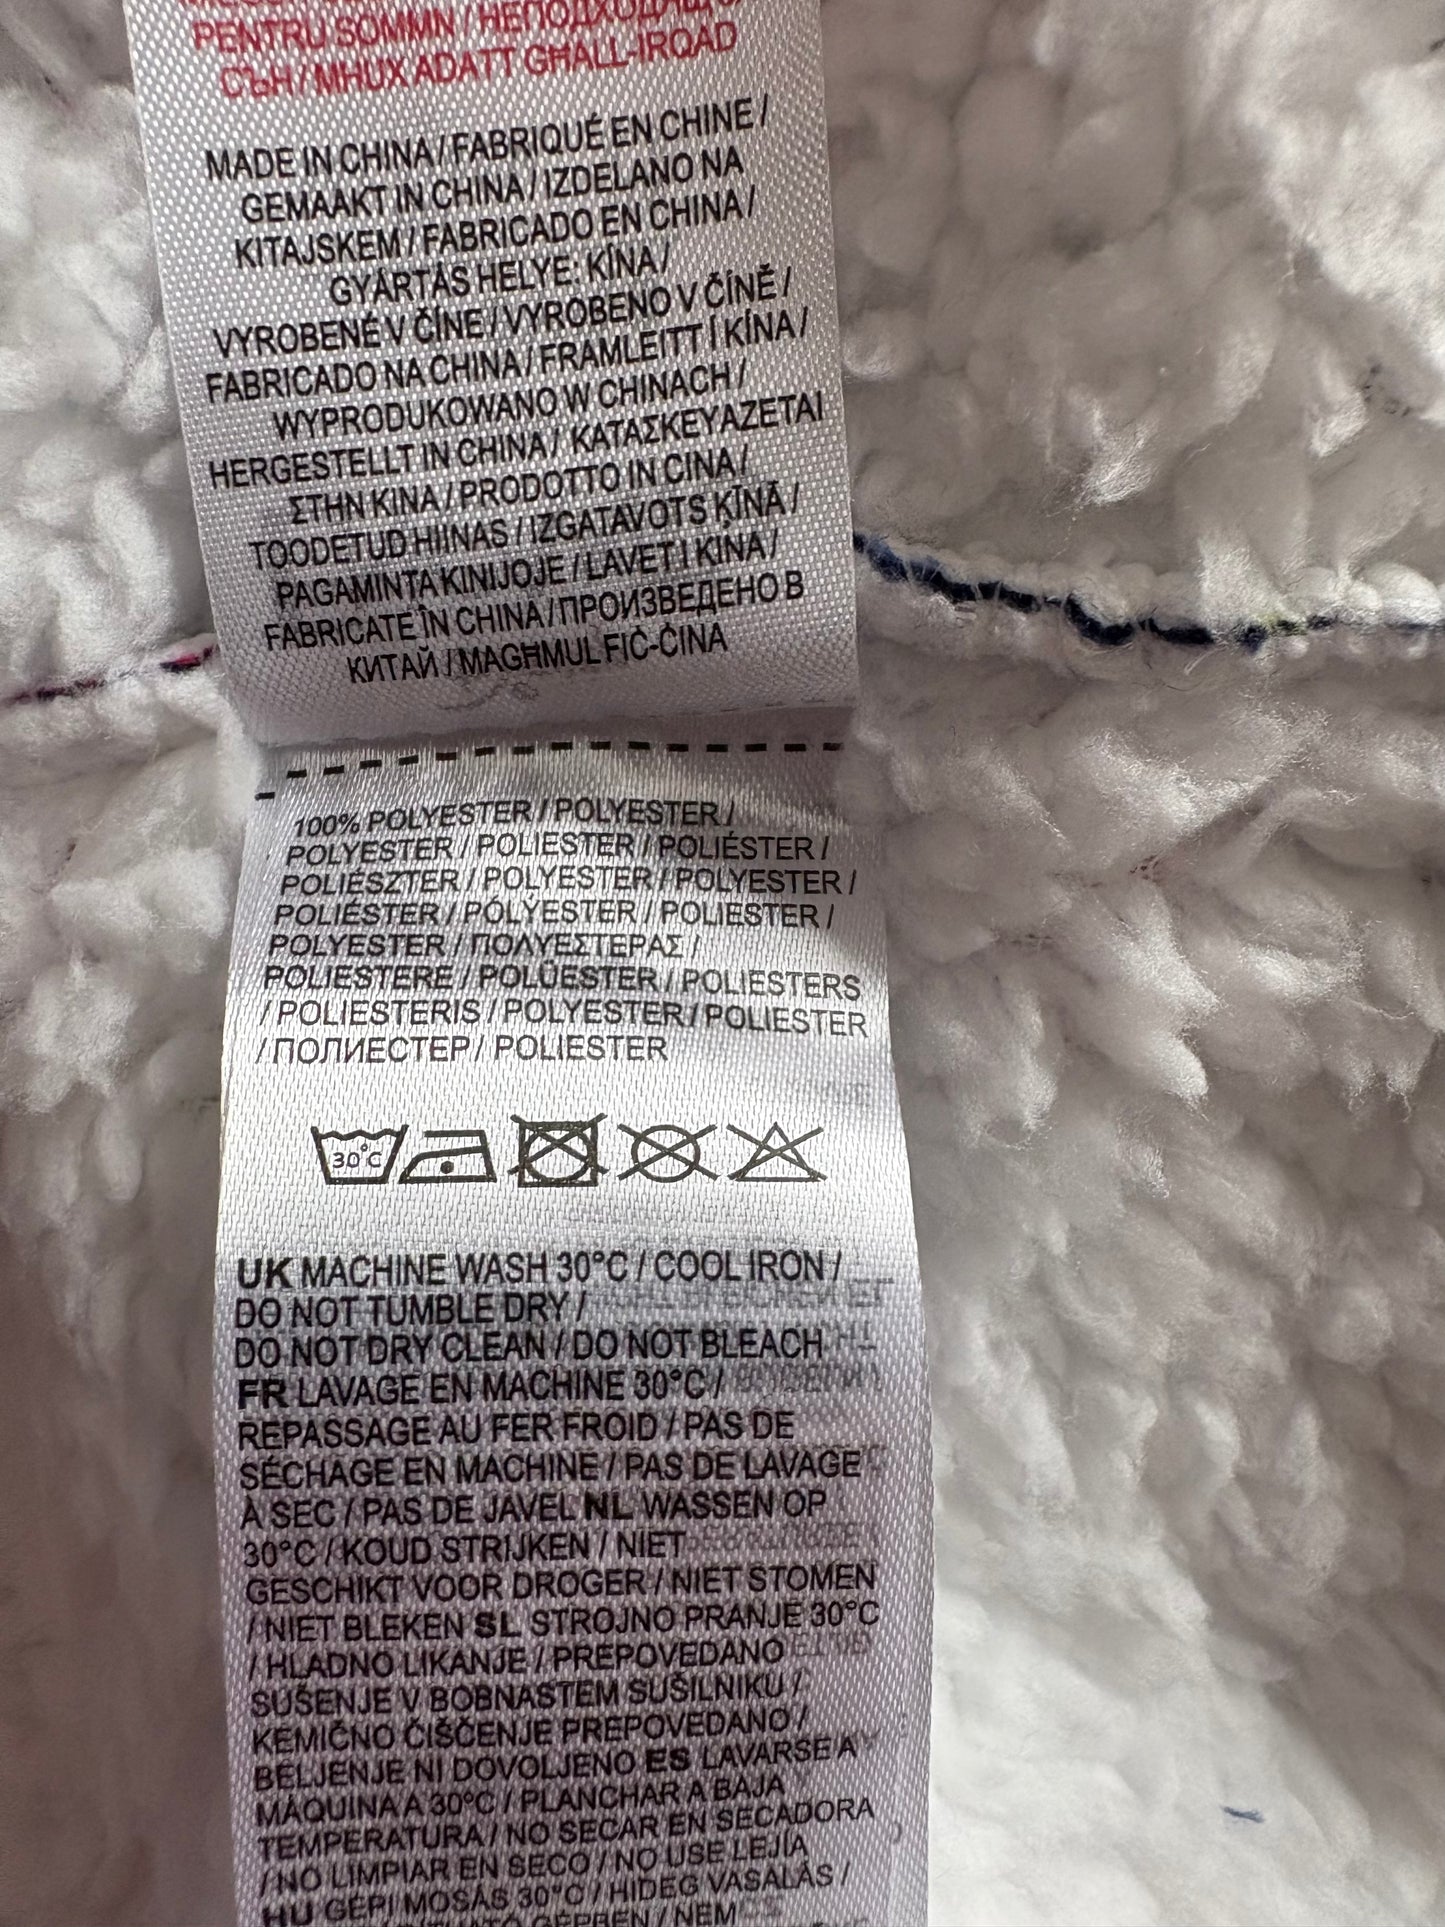 PENTRU SOMMN / НЕПОДХОДЯЩО
СЪН / MHUX ADATT GĦALL-IRQAD
MADE IN CHINA / FABRIQUÉ EN CHINE /
GEMAAKT IN CHINA / IZDELANO NA
KITAJSKEM / FABRICADO EN CHINA /
GYÁRTÁS HELYE: KÍNA /
VYROBENÉ V ČÍNE / VYROBENO V ČÍNĚ /
FABRICADO NA CHINA / FRAMLEITT Í KÍNA /
WYPRODUKOWANO W CHINACH /
HERGESTELLT IN CHINA / ΚΑΤΑΣΚΕΥΑΖΕΤΑΙ
ΣΤΗΝ ΚΙΝΑ / PRODOTTO IN CINA /
TOODETUD HIINAS / IZGATAVOTS ĶĪNĀ /
PAGAMINTA KINIJOJE / LAVET I KINA /
FABRICATE ÎN CHINA / ПРОИЗВЕДЕНО В
КИТАЙ / MAGĦMUL FIĊ-ĊINA
100% POLYESTER / POLYESTER /
POLYESTER / POLIESTER / POLIÉSTER /
POLIÉSZTER / POLYESTER / POLYESTER /
POLIÉSTER / PÓLYESTER / POLIESTER /
POLYESTER / ΠΟΛΥΕΣΤΕΡΑΣ /
POLIESTERE / POLÜESTER / POLIESTERS
/ POLIESTERIS / POLYESTER / POLIESTER
/ ПОЛИЕСТЕР / POLIESTER
30°C
UK MACHINE WASH 30°C / COOL IRON /
DO NOT TUMBLE DRY /
DO NOT DRY CLEAN / DO NOT BLEACH
FR LAVAGE EN MACHINE 30°C /
REPASSAGE AU FER FROID / PAS DE
SÉCHAGE EN MACHINE / PAS DE LAVAGE
À SEC / PAS DE JAVEL NL WASSEN OP
30°C / KOUD STRIJKEN / NIET
GESCHIKT VOOR DROGER / NIET STOMEN
/ NIET BLEKEN SL STROJNO PRANJE 30°C
/ HLADNO LIKANJE / PREPOVEDANO
SUŠENJE V BOBNASTEM SUŠILNIKU /
KEMIČNO ČIŠČENJE PREPOVEDANO /
BELJENJE NI DOVOLJENO ES LAVARSE A
MÁQUINA A 30°C / PLANCHAR A BAJA
TEMPERATURA / NO SECAR EN SECADORA
/ NO LIMPIAR EN SECO / NO USE LEJÍA
HU GÉPI MOSÁS 30°C / HIDEG VASALÁS /
GÉPBEN / NEM